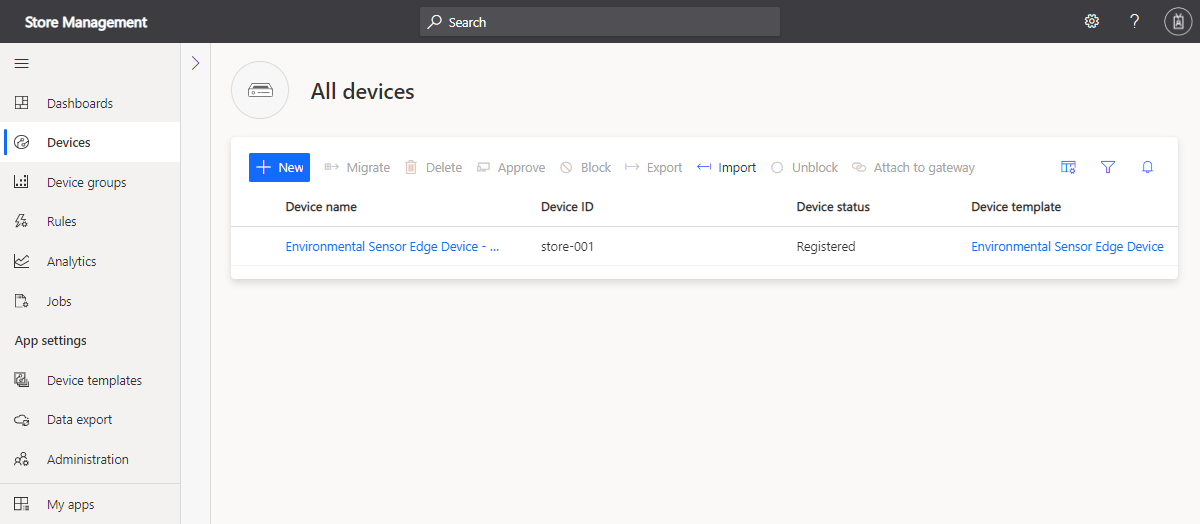 Store Management
Search
?
Dashboards
Devices
Device groups
Rules
Analytics
Jobs
App settings
Device templates
Data export
Administration
My apps
All devices
New Migrate Delete Approve Block Export Import Unblock Attach to gateway
Device name Device ID Device status Device template
Environmental Sensor Edge Device - ... store-001 Registered Environmental Sensor Edge Device